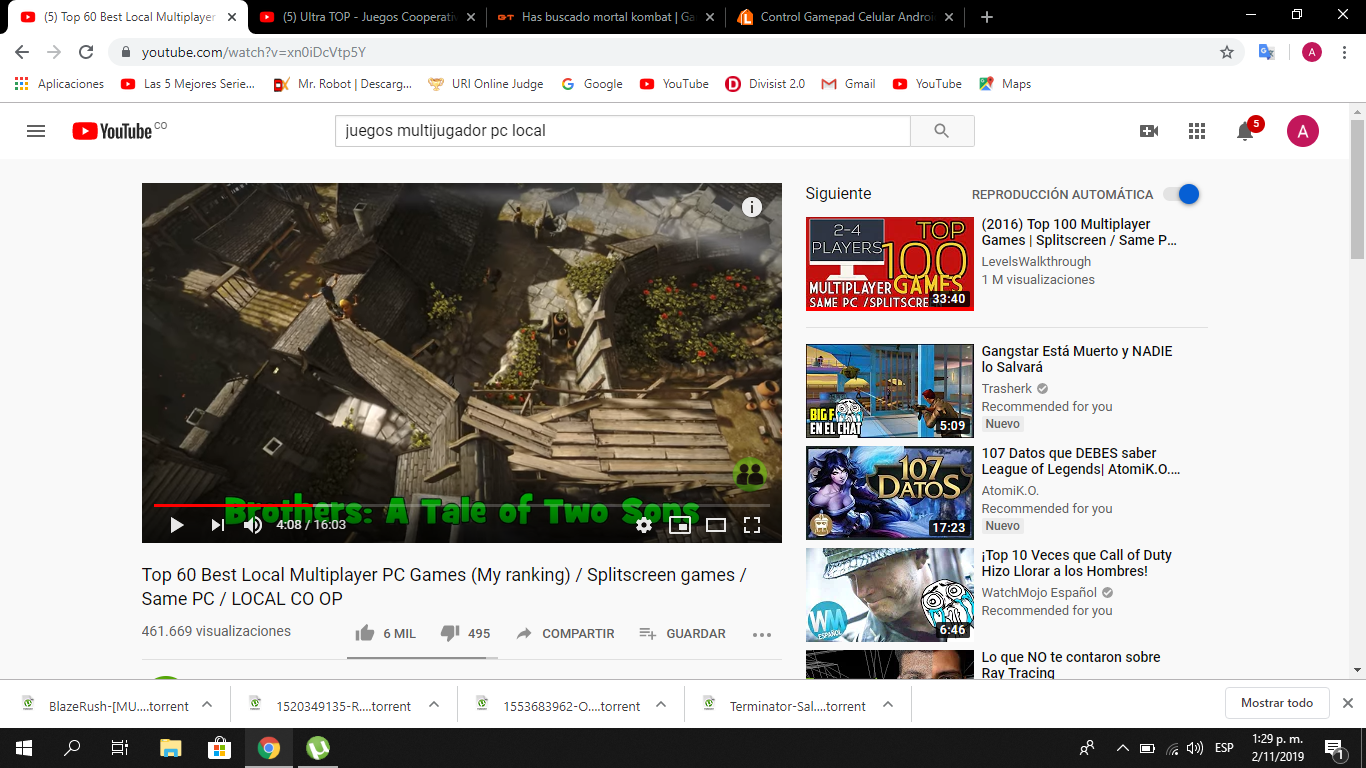 (5) Top 60 Best Local Multiplayer
(5) Ultra TOP - Juegos Cooperativ
Has buscado mortal kombat | Ga
Control Gamepad Celular Androi
youtube.com/watch?v=xn0iDcVtp5Y
A
Aplicaciones
Las 5 Mejores Serie...
Mr. Robot | Descarg...
URI Online Judge
Google
YouTube
Divisist 2.0
Gmail
YouTube
Maps
YouTube CO
juegos multijugador pc local
5
A
Brothers: A Tale of Two Sons
4:08 / 16:03
Top 60 Best Local Multiplayer PC Games (My ranking) / Splitscreen games /
Same PC / LOCAL CO OP
461.669 visualizaciones
6 MIL
495
COMPARTIR
GUARDAR
Siguiente
REPRODUCCIÓN AUTOMÁTICA
2-4
PLAYERS
TOP
100
MULTIPLAYER GAMES
SAME PC /SPLITSCRE
33:40
(2016) Top 100 Multiplayer
Games | Splitscreen / Same P...
LevelsWalkthrough
1 M visualizaciones
BIG F
EN EL CHAT
5:09
Gangstar Está Muerto y NADIE
lo Salvará
Trasherk
Recommended for you
Nuevo
107
DATOS
17:23
107 Datos que DEBES saber
League of Legends| AtomiK.O....
AtomiK.O.
Recommended for you
Nuevo
WM
ESPAÑOL
6:46
¡Top 10 Veces que Call of Duty
Hizo Llorar a los Hombres!
WatchMojo Español
Recommended for you
Lo que NO te contaron sobre
Ray Tracing
BlazeRush-[MU....torrent
1520349135-R....torrent
1553683962-O....torrent
Terminator-Sal....torrent
Mostrar todo
ESP
1:29 p. m.
2/11/2019
1